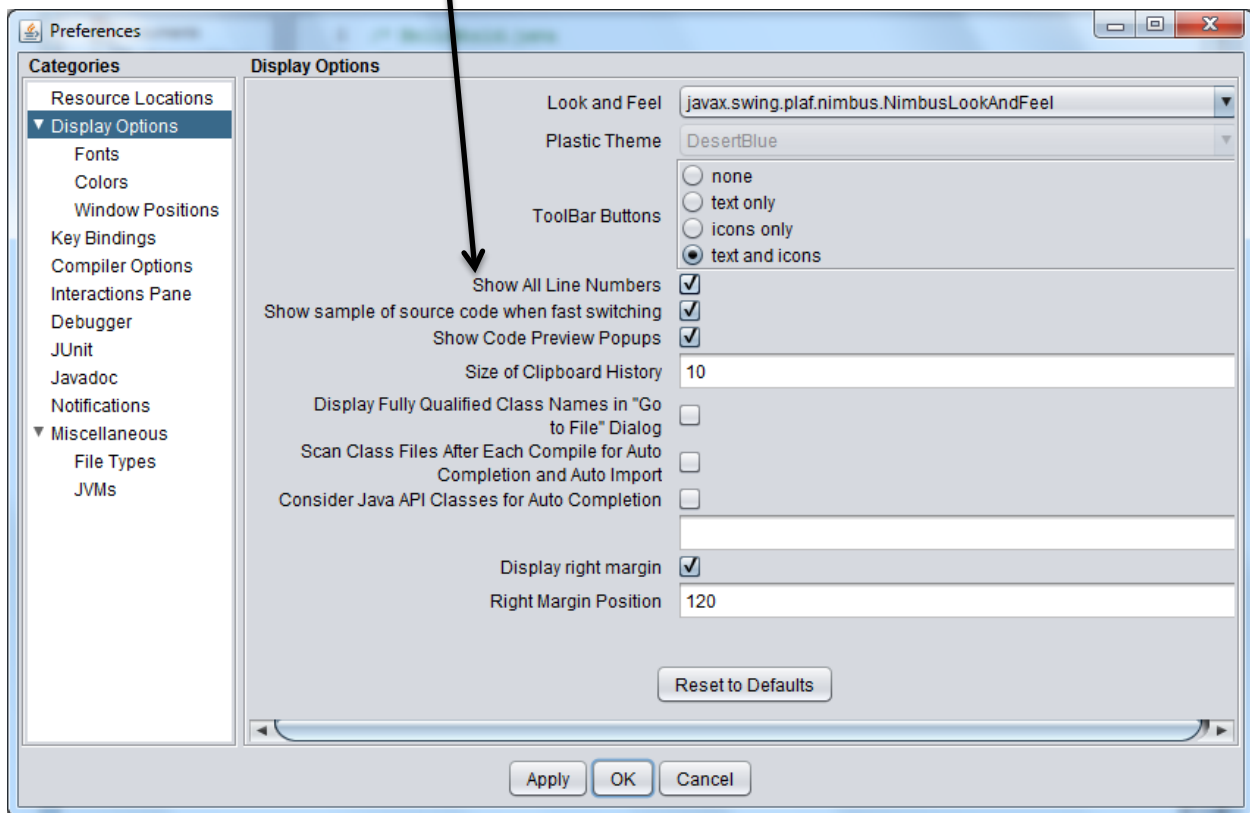 Preferences
Categories
Display Options
Resource Locations
Display Options
Fonts
Colors
Window Positions
Key Bindings
Compiler Options
Interactions Pane
Debugger
JUnit
Javadoc
Notifications
Miscellaneous
File Types
JVMs
Look and Feel javax.swing.plaf.nimbus.NimbusLookAndFeel
Plastic Theme DesertBlue
ToolBar Buttons
none
text only
icons only
text and icons
Show All Line Numbers
Show sample of source code when fast switching
Show Code Preview Popups
Size of Clipboard History 10
Display Fully Qualified Class Names in "Go
to File" Dialog
Scan Class Files After Each Compile for Auto
Completion and Auto Import
Consider Java API Classes for Auto Completion
Display right margin
Right Margin Position 120
Reset to Defaults
Apply OK Cancel